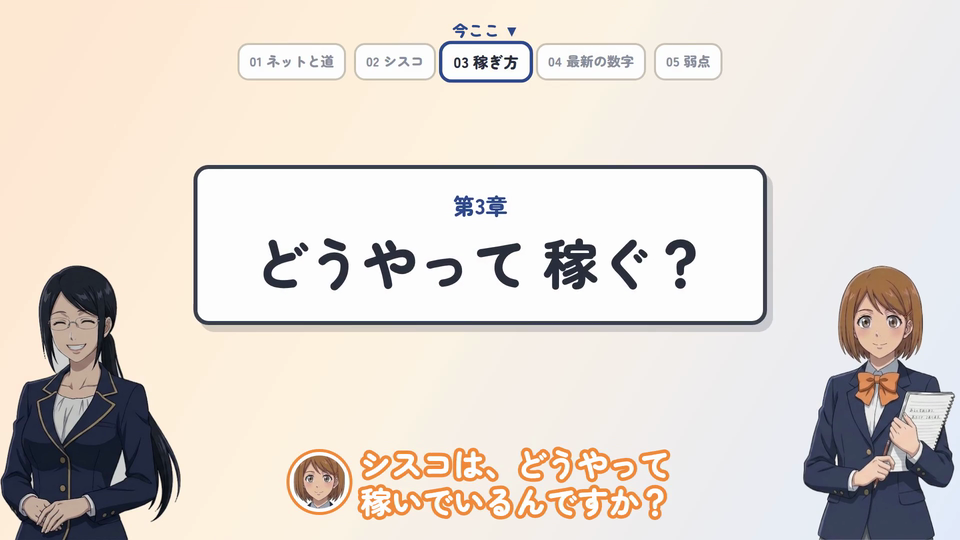 今ここ ▼
01 ネットと道
02 シスコ
03 稼ぎ方
04 最新の数字
05 弱点
第3章
どうやって 稼ぐ？
シスコは、どうやって
稼いでいるんですか？